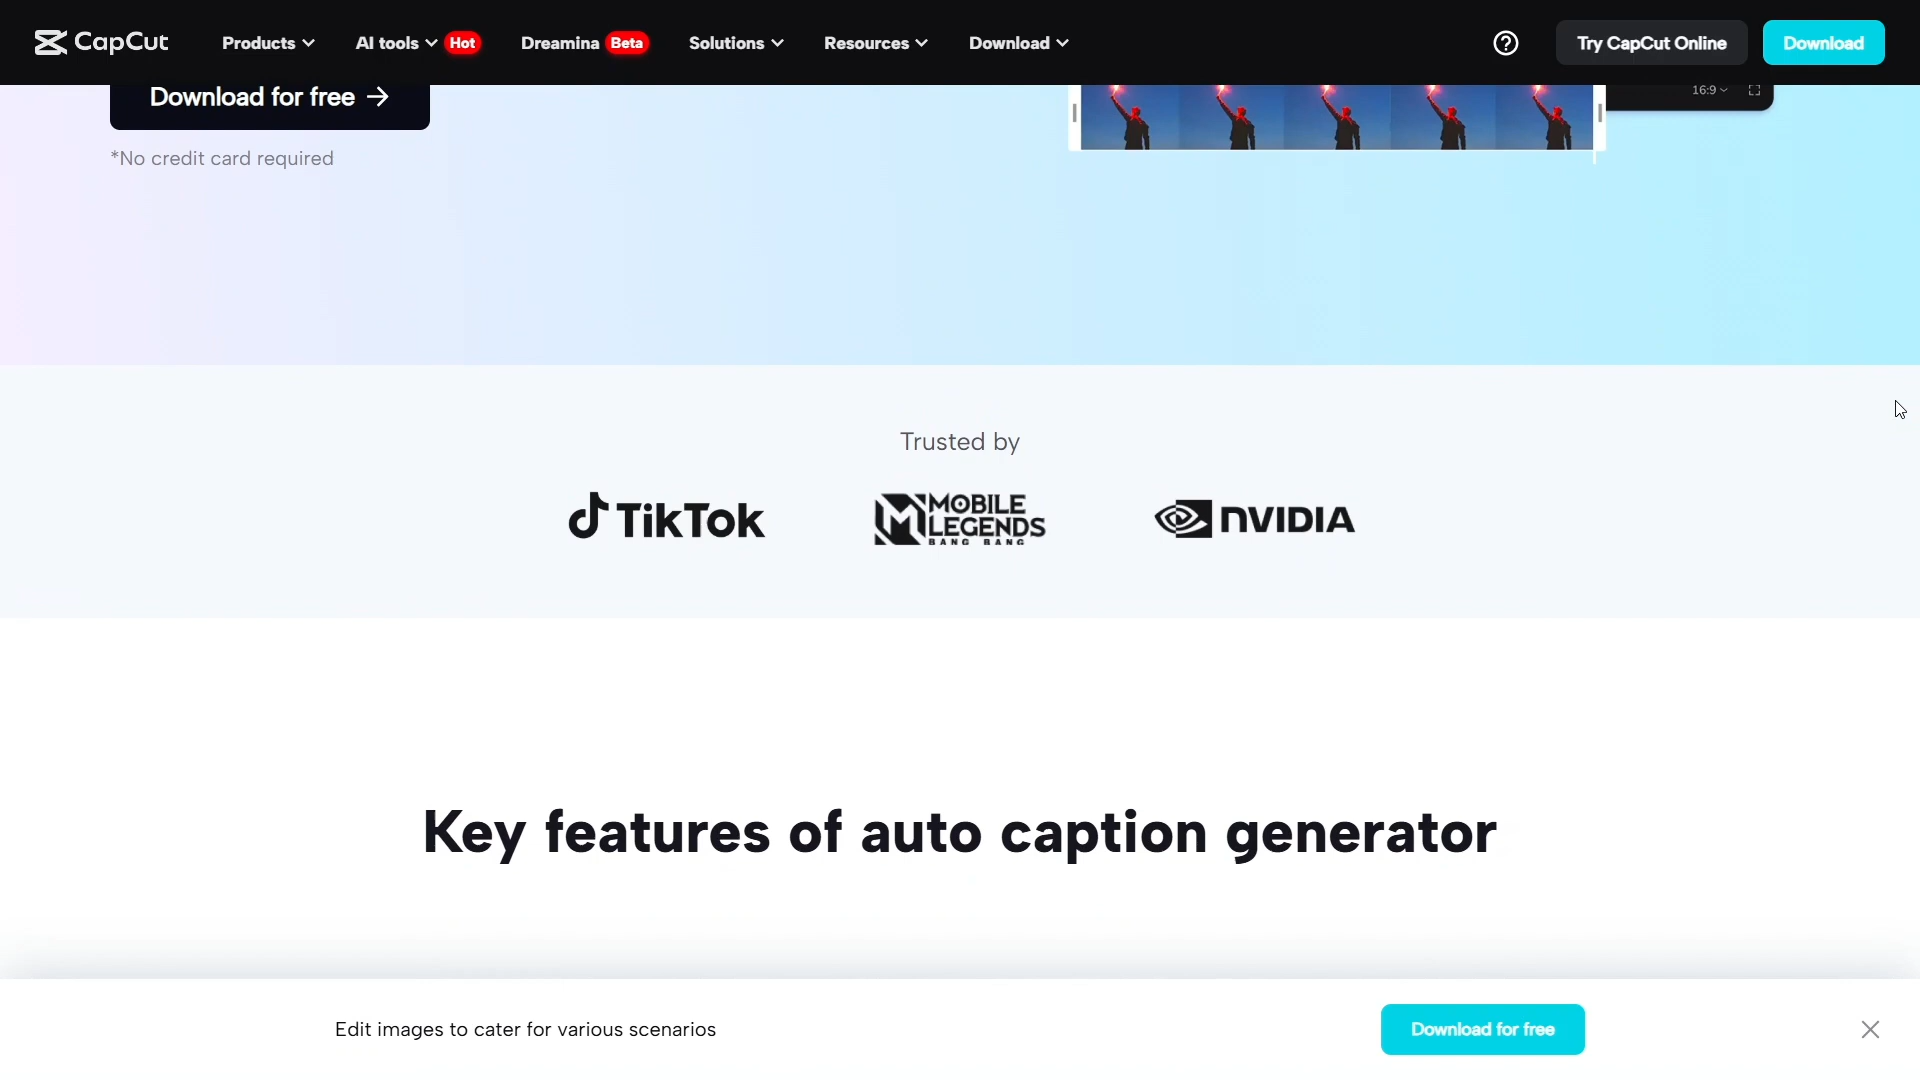 CapCut
Products
AI tools
Hot
Dreamina
Beta
Solutions
Resources
Download
Try CapCut Online
Download
Download for free →
*No credit card required
16:9
Trusted by
TikTok
MOBILE LEGENDS BANG BANG
NVIDIA
Key features of auto caption generator
Edit images to cater for various scenarios
Download for free